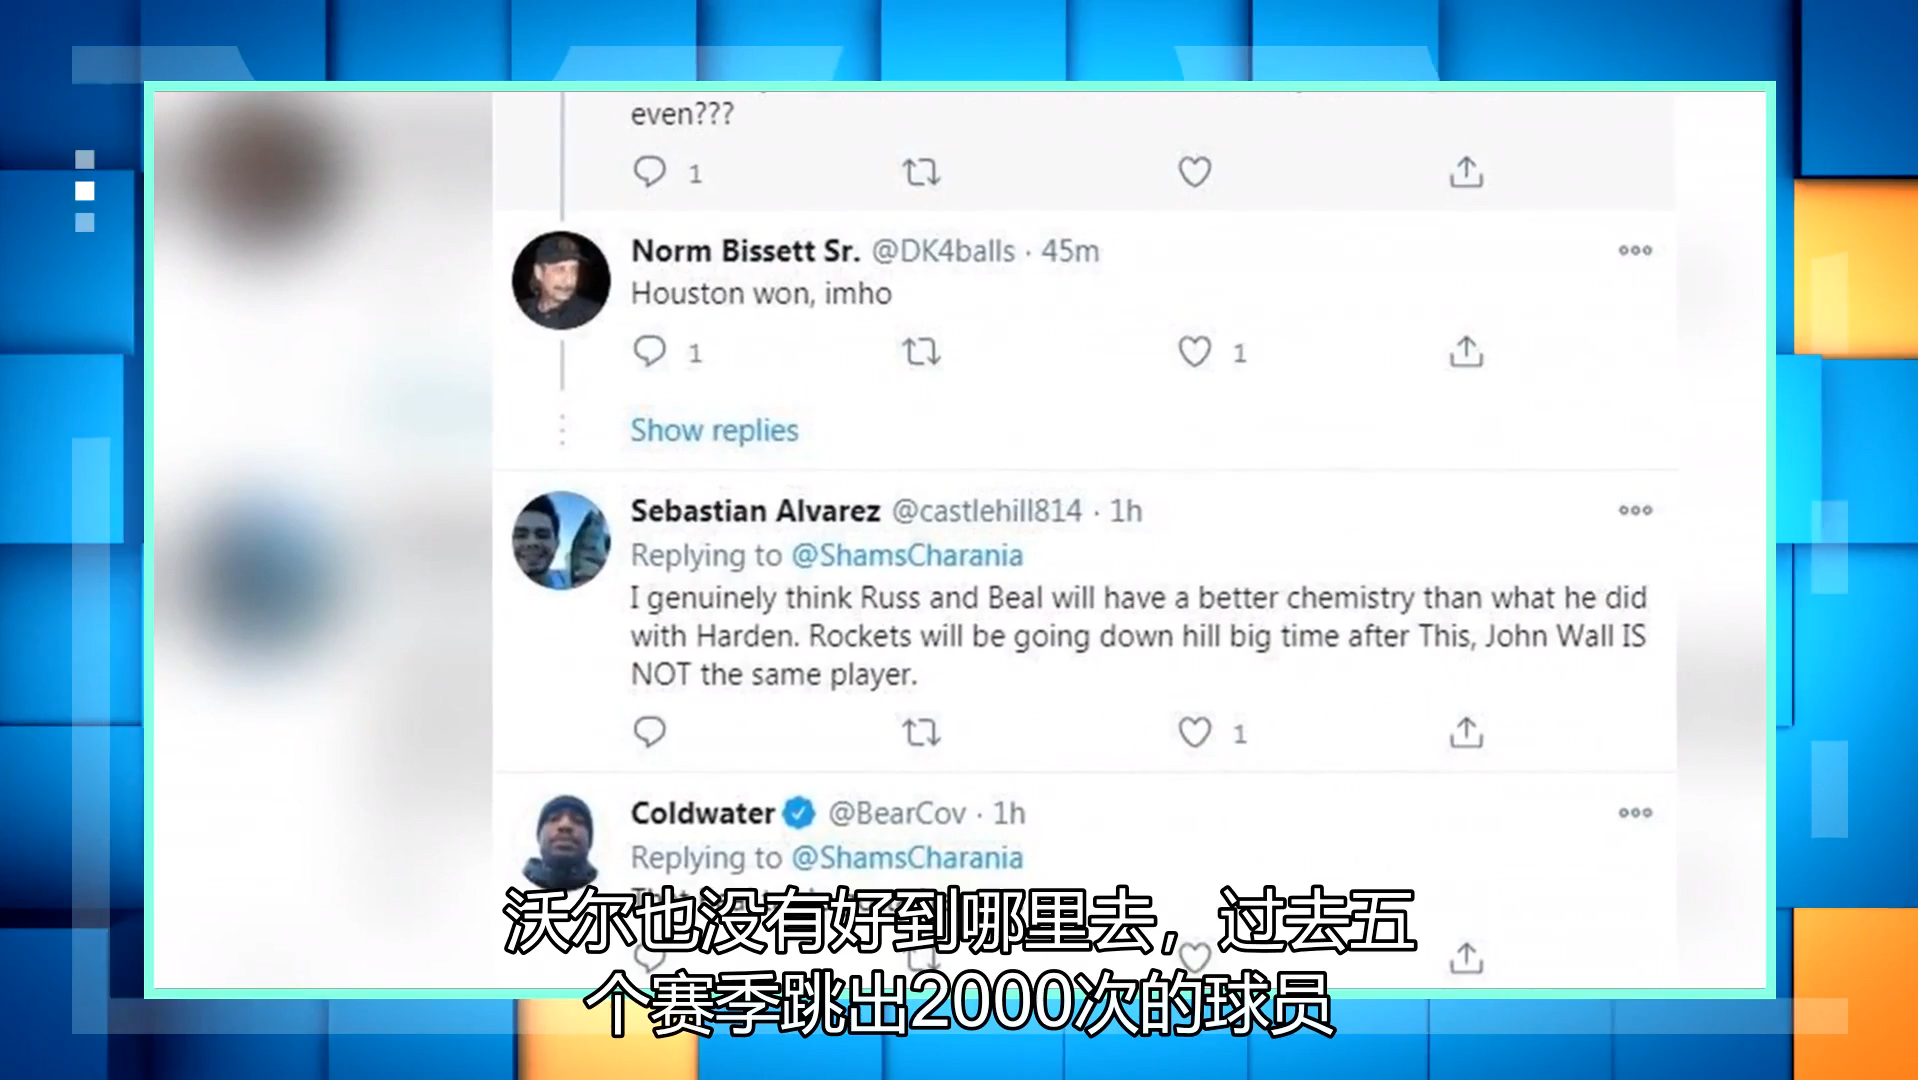 even???
1
Norm Bissett Sr. @DK4balls · 45m
Houston won, imho
1 1
Show replies
Sebastian Alvarez @castlehill814 · 1h
Replying to @ShamsCharania
I genuinely think Russ and Beal will have a better chemistry than what he did
with Harden. Rockets will be going down hill big time after This, John Wall IS
NOT the same player.
1
Coldwater @BearCov · 1h
Replying to @ShamsCharania
沃尔也没有好到哪里去，过去五
个赛季跳出2000次的球员